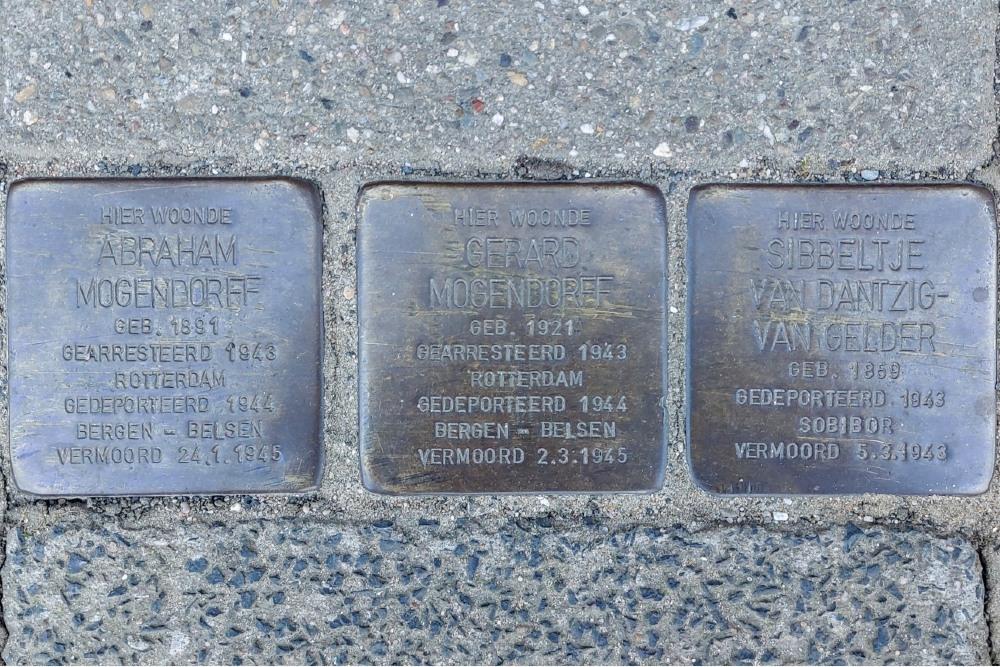 HIER WOONDE
ABRAHAM
MOGENDORFF
GEB. 1891
GEARRESTEERD 1943
ROTTERDAM
GEDEPORTEERD 1944
BERGEN - BELSEN
VERMOORD 24.1.1945
HIER WOONDE
GERARD
MOGENDORFF
GEB. 1921
GEARRESTEERD 1943
ROTTERDAM
GEDEPORTEERD 1944
BERGEN - BELSEN
VERMOORD 2.3.1945
HIER WOONDE
SIBBELTJE
VAN DANTZIG-
VAN GELDER
GEB. 1859
GEDEPORTEERD 1943
SOBIBOR
VERMOORD 5.3.1943